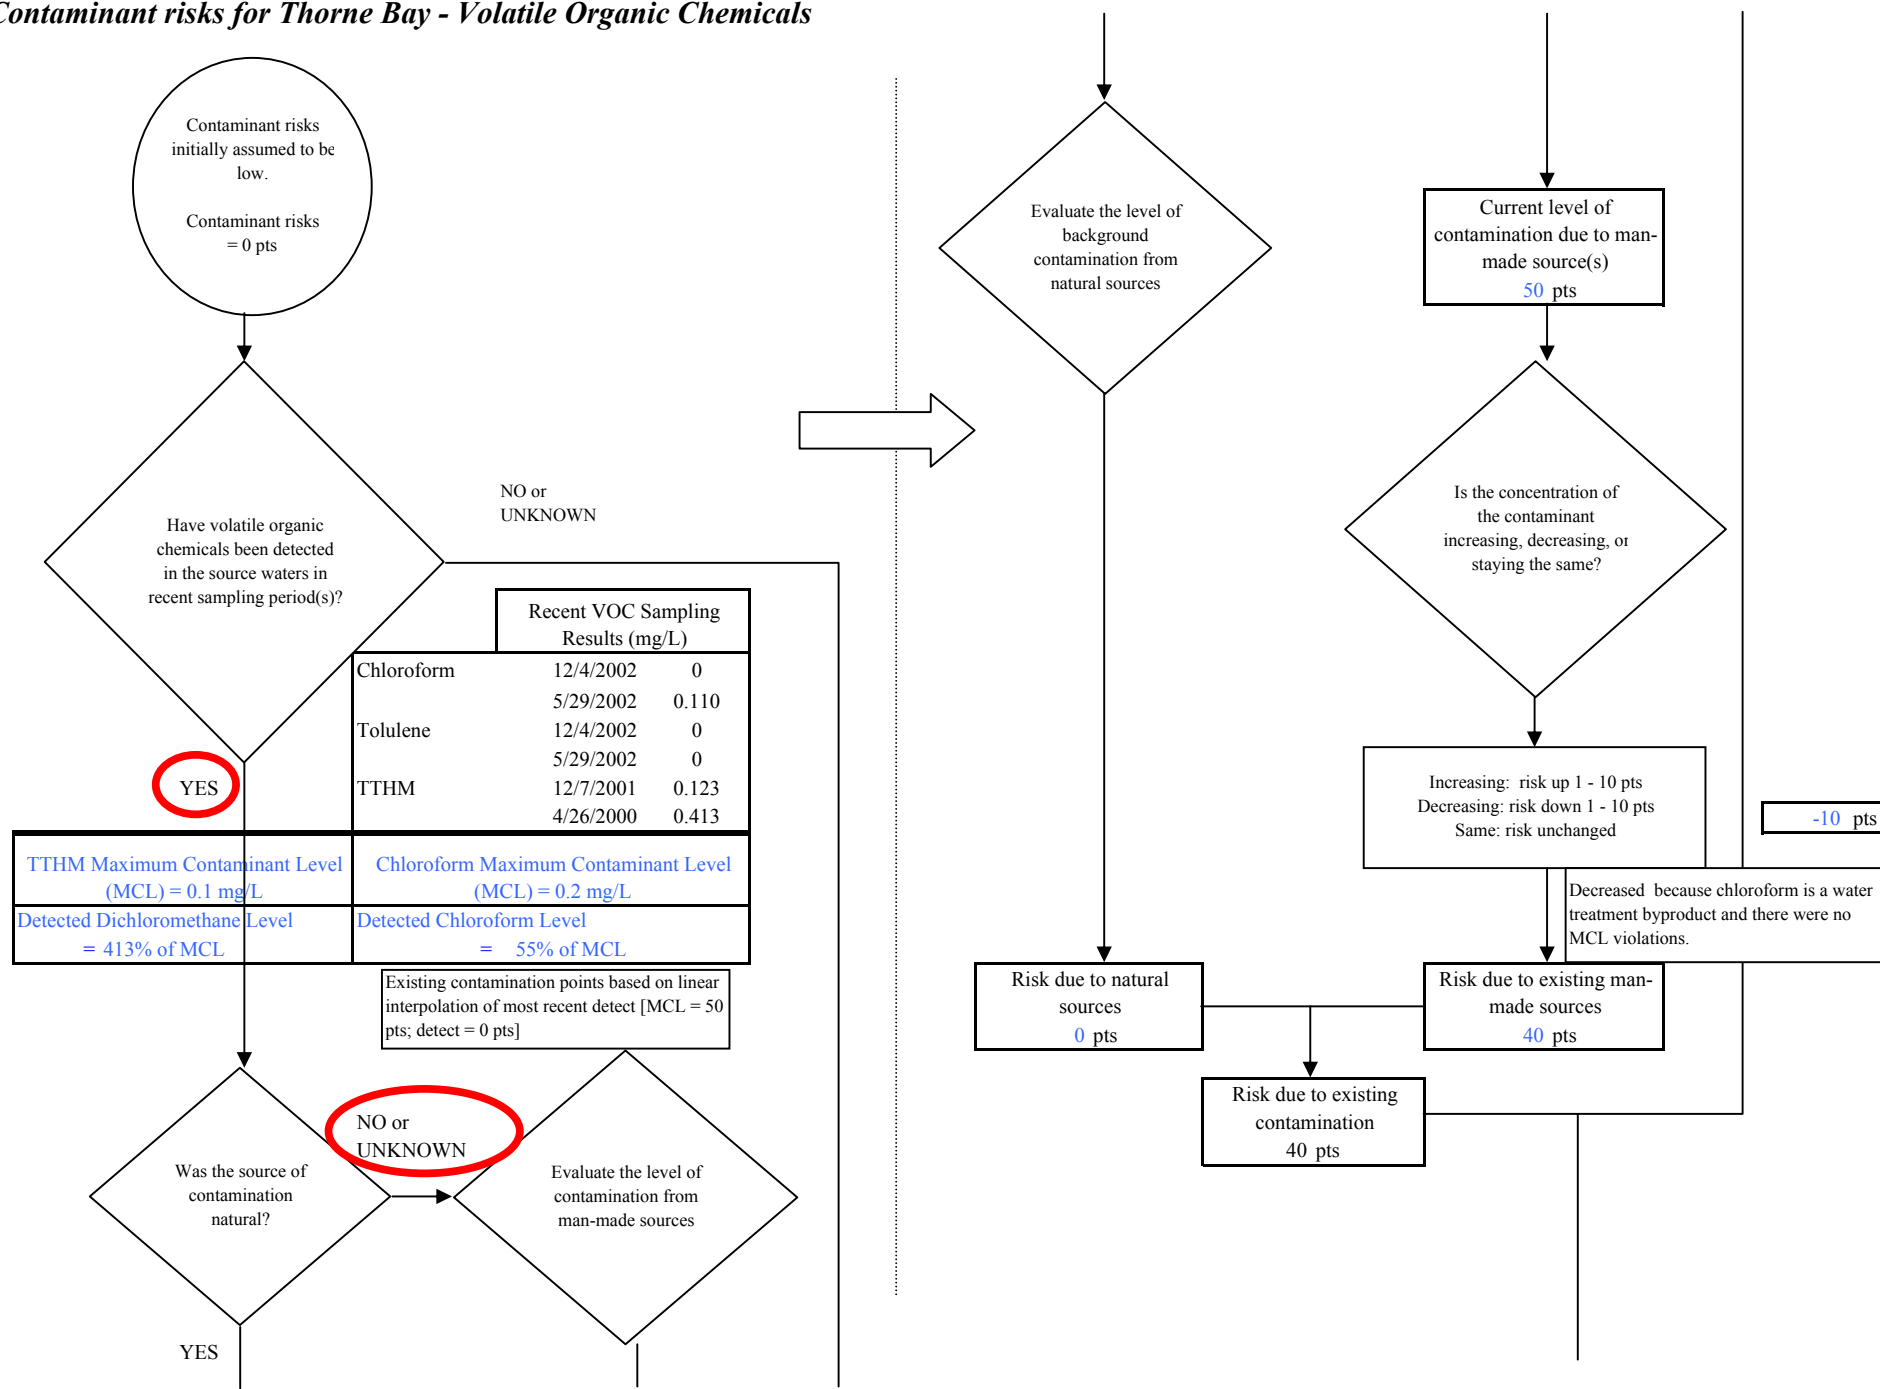 Contaminant risks for Thorne Bay - Volatile Organic Chemicals
Contaminant risks
initially assumed to be
low.
Contaminant risks
= 0 pts
Have volatile organic
chemicals been detected
in the source waters in
recent sampling period(s)?
NO or
UNKNOWN
YES
Recent VOC Sampling
Results (mg/L)
Chloroform 12/4/2002 0
5/29/2002 0.110
Tolulene 12/4/2002 0
5/29/2002 0
TTHM 12/7/2001 0.123
4/26/2000 0.413
TTHM Maximum Contaminant Level
(MCL) = 0.1 mg/L
Chloroform Maximum Contaminant Level
(MCL) = 0.2 mg/L
Detected Dichloromethane Level
= 413% of MCL
Detected Chloroform Level
= 55% of MCL
Existing contamination points based on linear
interpolation of most recent detect [MCL = 50
pts; detect = 0 pts]
Was the source of
contamination
natural?
NO or
UNKNOWN
Evaluate the level of
contamination from
man-made sources
YES
Evaluate the level of
background
contamination from
natural sources
Current level of
contamination due to man-
made source(s)
50 pts
Is the concentration of
the contaminant
increasing, decreasing, or
staying the same?
Increasing: risk up 1 - 10 pts
Decreasing: risk down 1 - 10 pts
Same: risk unchanged
-10 pts
Decreased because chloroform is a water
treatment byproduct and there were no
MCL violations.
Risk due to natural
sources
0 pts
Risk due to existing man-
made sources
40 pts
Risk due to existing
contamination
40 pts